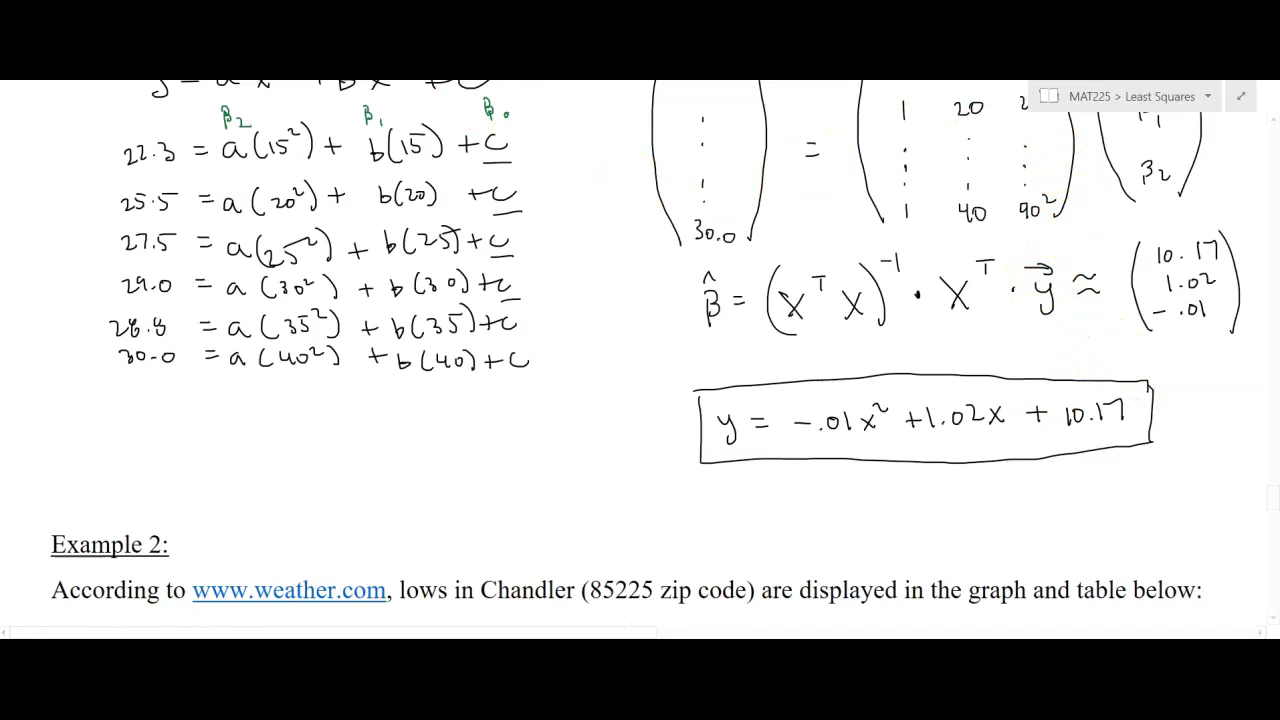 MAT225 > Least Squares
β2 β1 β0
22.3 = a(15²) + b(15) + c
25.5 = a(20²) + b(20) + c
27.5 = a(25²) + b(25) + c
29.0 = a(30²) + b(30) + c
28.8 = a(35²) + b(35) + c
30.0 = a(40²) + b(40) + c
1 20
=
β2
30.0 1 40 90²
β̂ = (XᵀX)⁻¹ · Xᵀ · y⃗ ≈ (10.17
1.02
-.01)
y = -.01x² + 1.02x + 10.17
Example 2:
According to www.weather.com, lows in Chandler (85225 zip code) are displayed in the graph and table below: